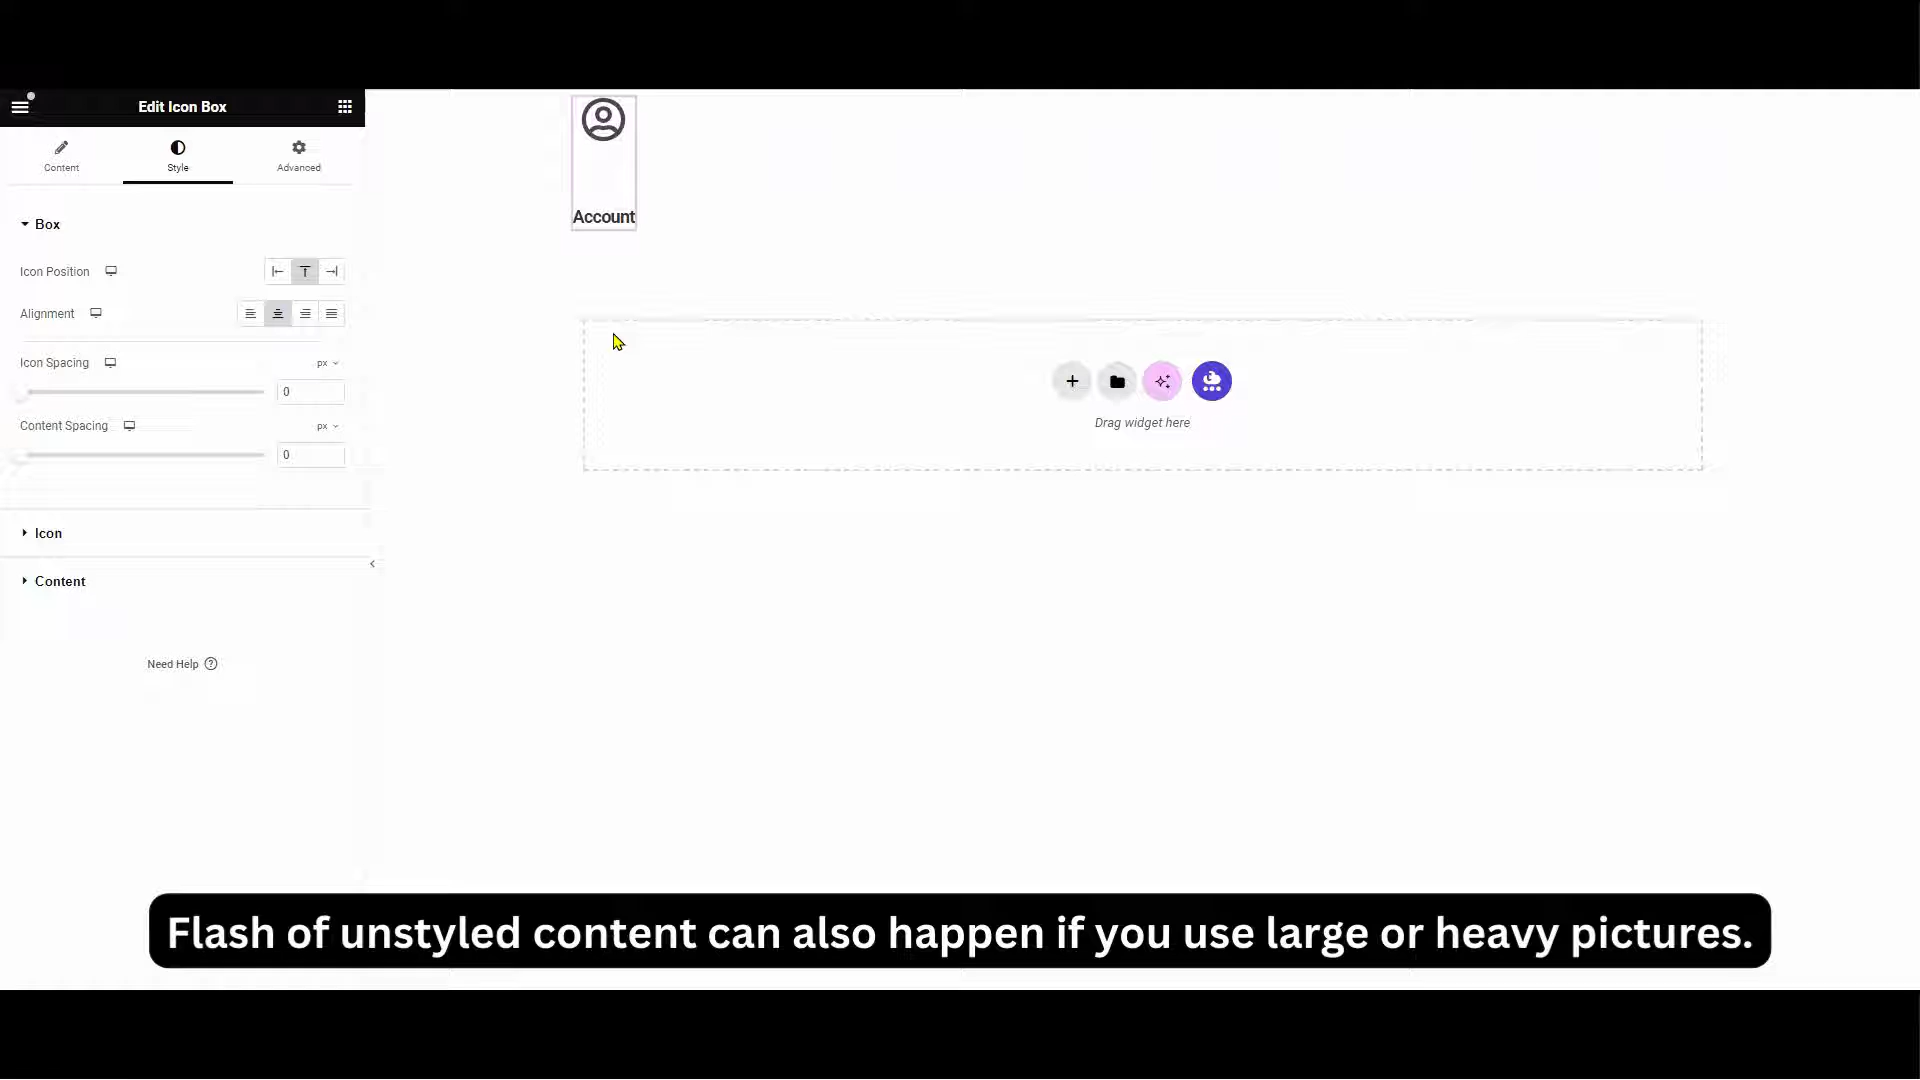 Edit Icon Box
Content
Style
Advanced
Box
Icon Position
Alignment
Icon Spacing
px
0
Content Spacing
px
0
Icon
Content
Need Help
Account
Drag widget here
Flash of unstyled content can also happen if you use large or heavy pictures.